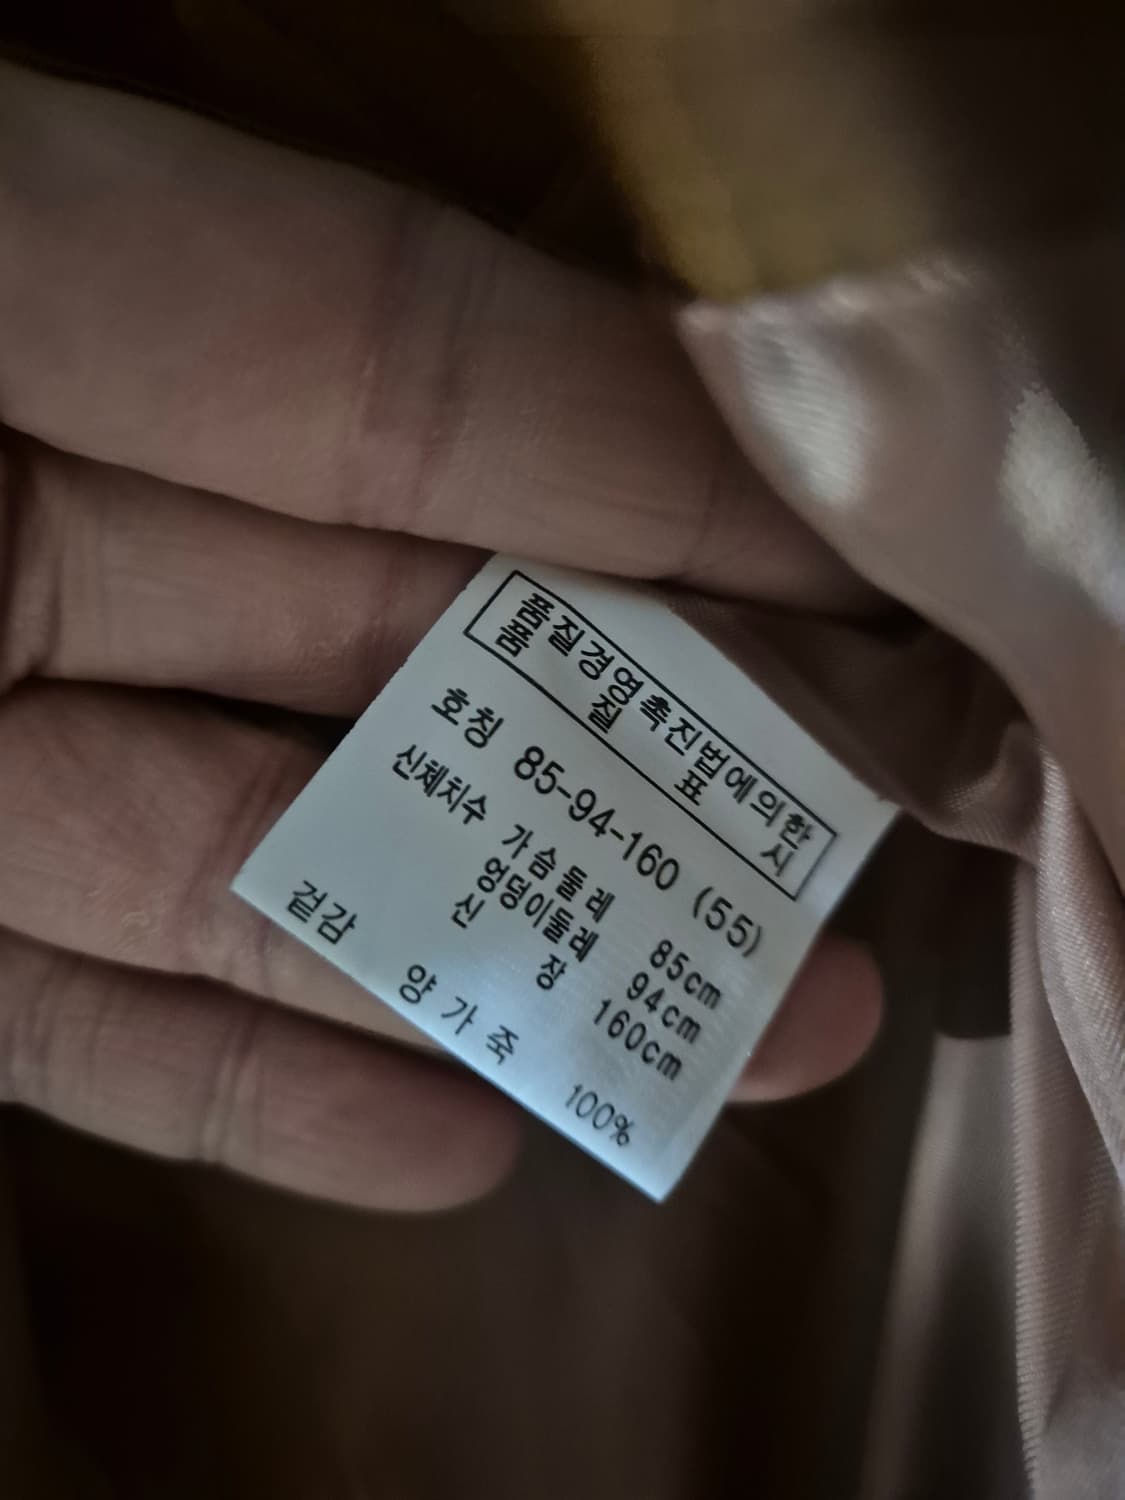 품질경영촉진법에의한
품 질 표 시
호칭 85-94-160 (55)
신체치수 가슴둘레 85cm
엉덩이둘레 94cm
신 장 160cm
겉감 양가죽 100%